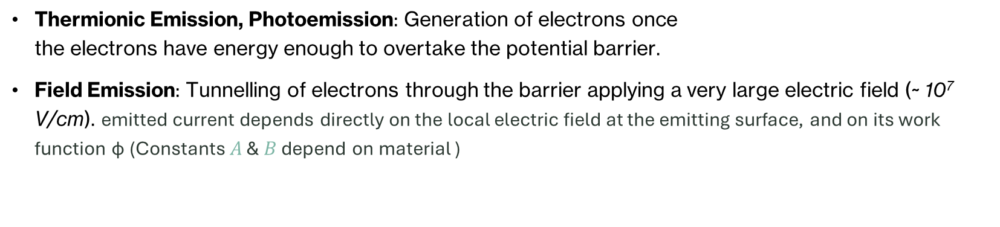 • Thermionic Emission, Photoemission: Generation of electrons once
the electrons have energy enough to overtake the potential barrier.
• Field Emission: Tunnelling of electrons through the barrier applying a very large electric field (~ 10⁷
V/cm). emitted current depends directly on the local electric field at the emitting surface, and on its work
function ϕ (Constants A & B depend on material)